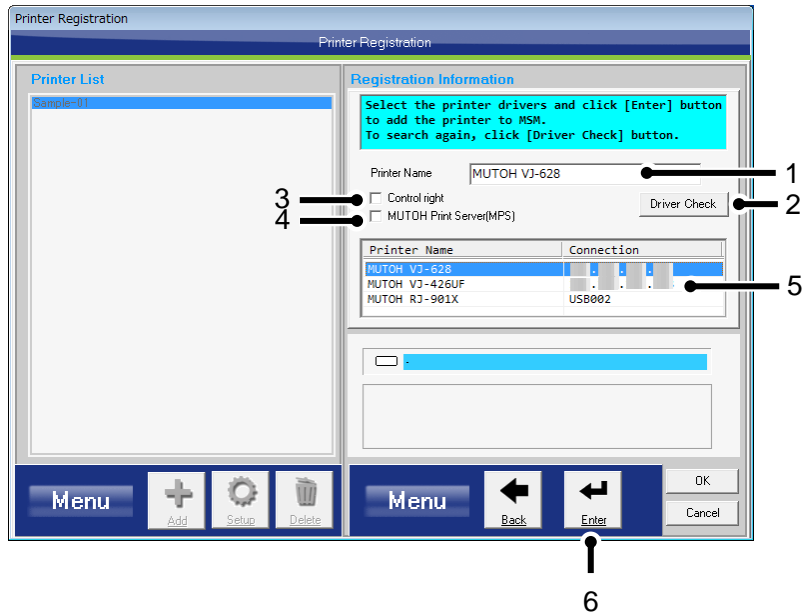 Printer Registration
Printer Registration
Printer List
Sample-01
Add
Setup
Delete
Menu
Registration Information
Select the printer drivers and click [Enter] button
to add the printer to MSM.
To search again, click [Driver Check] button.
Printer Name MUTOH VJ-628 1
3 Control right
4 MUTOH Print Server(MPS)
Driver Check 2
Printer Name Connection
MUTOH VJ-628 . . .
MUTOH VJ-426UF . . . 5
MUTOH RJ-901X USB002
-
Menu
Back
Enter
OK
Cancel
6